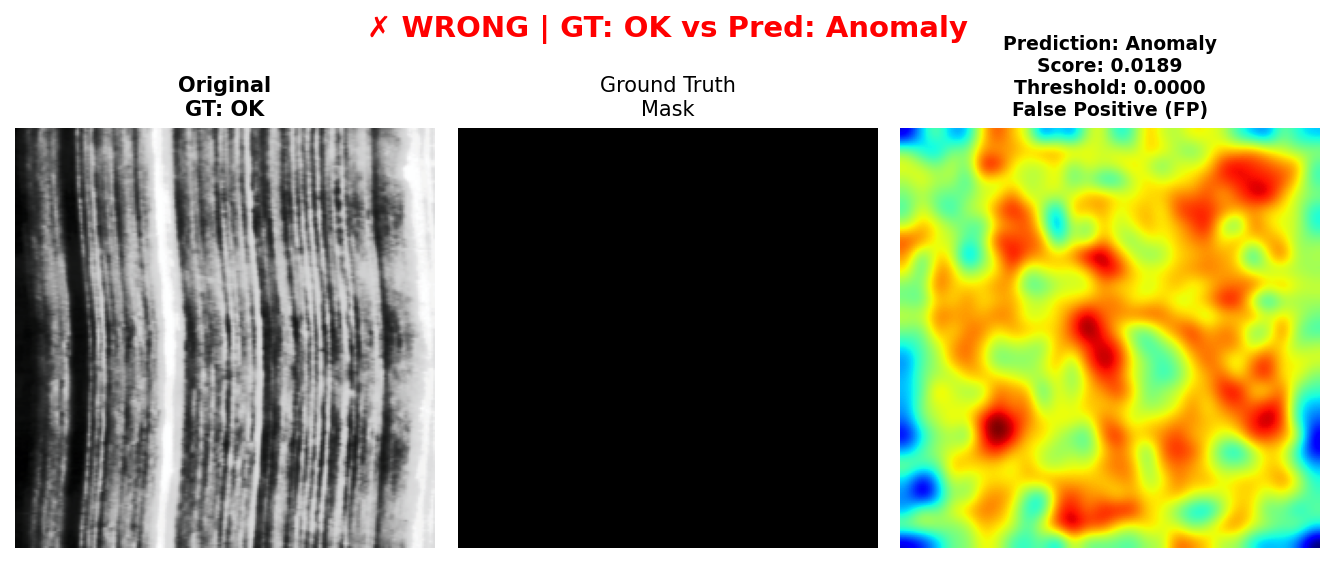 ✗ WRONG | GT: OK vs Pred: Anomaly
Original
GT: OK
Ground Truth
Mask
Prediction: Anomaly
Score: 0.0189
Threshold: 0.0000
False Positive (FP)